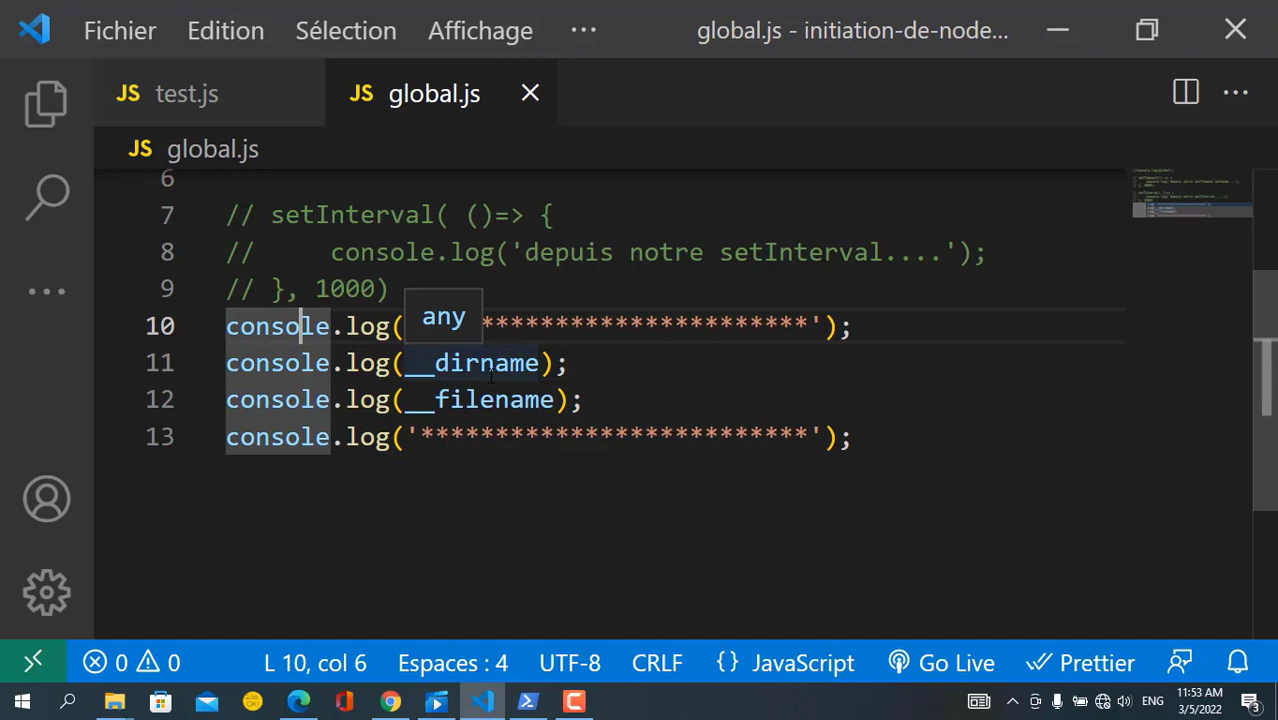 Fichier Edition Sélection Affichage ··· global.js - initiation-de-node...
JS test.js JS global.js
JS global.js
6
7 // setInterval( ()=> {
8 //     console.log('depuis notre setInterval....');
9 // }, 1000)
any
10 console.log( **********************');
11 console.log(__dirname);
12 console.log(__filename);
13 console.log('**************************');
0 0 L 10, col 6 Espaces : 4 UTF-8 CRLF {} JavaScript Go Live Prettier
ENG 11:53 AM
3/5/2022 3